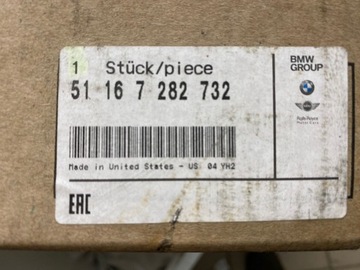 1 Stück/piece
51 16 7 282 732
BMW
GROUP
Made in United States - US 04 YH2
EAC